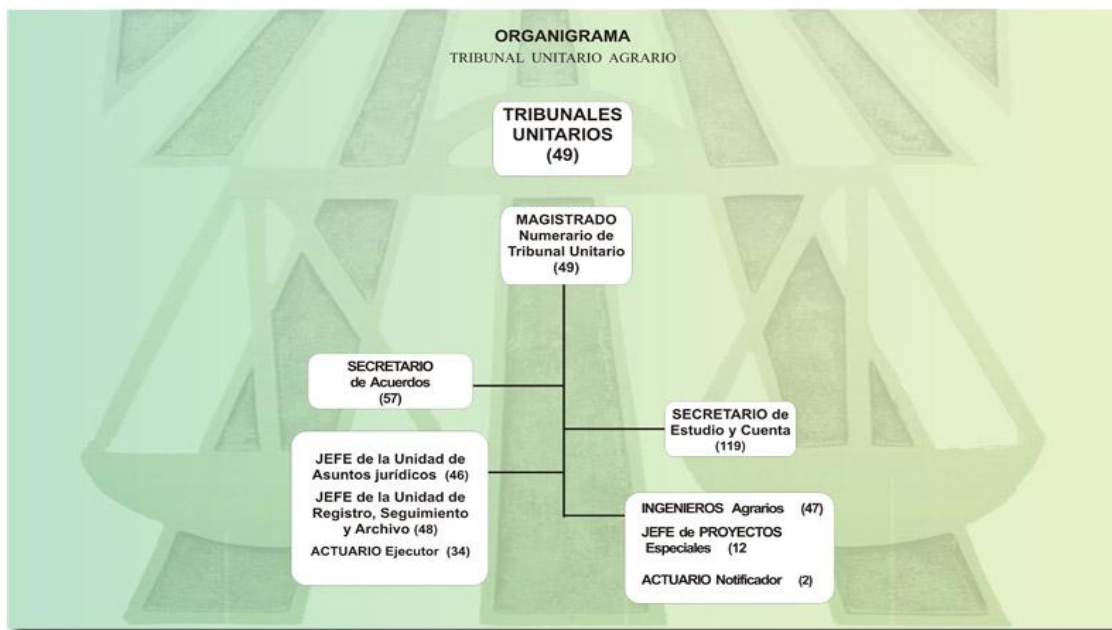 ORGANIGRAMA
TRIBUNAL UNITARIO AGRARIO
TRIBUNALES
UNITARIOS
(49)
MAGISTRADO
Numerario de
Tribunal Unitario
(49)
SECRETARIO
de Acuerdos
(57)
SECRETARIO de
Estudio y Cuenta
(119)
JEFE de la Unidad de
Asuntos jurídicos (46)
JEFE de la Unidad de
Registro, Seguimiento
y Archivo (48)
ACTUARIO Ejecutor (34)
INGENIEROS Agrarios (47)
JEFE de PROYECTOS
Especiales (12
ACTUARIO Notificador (2)